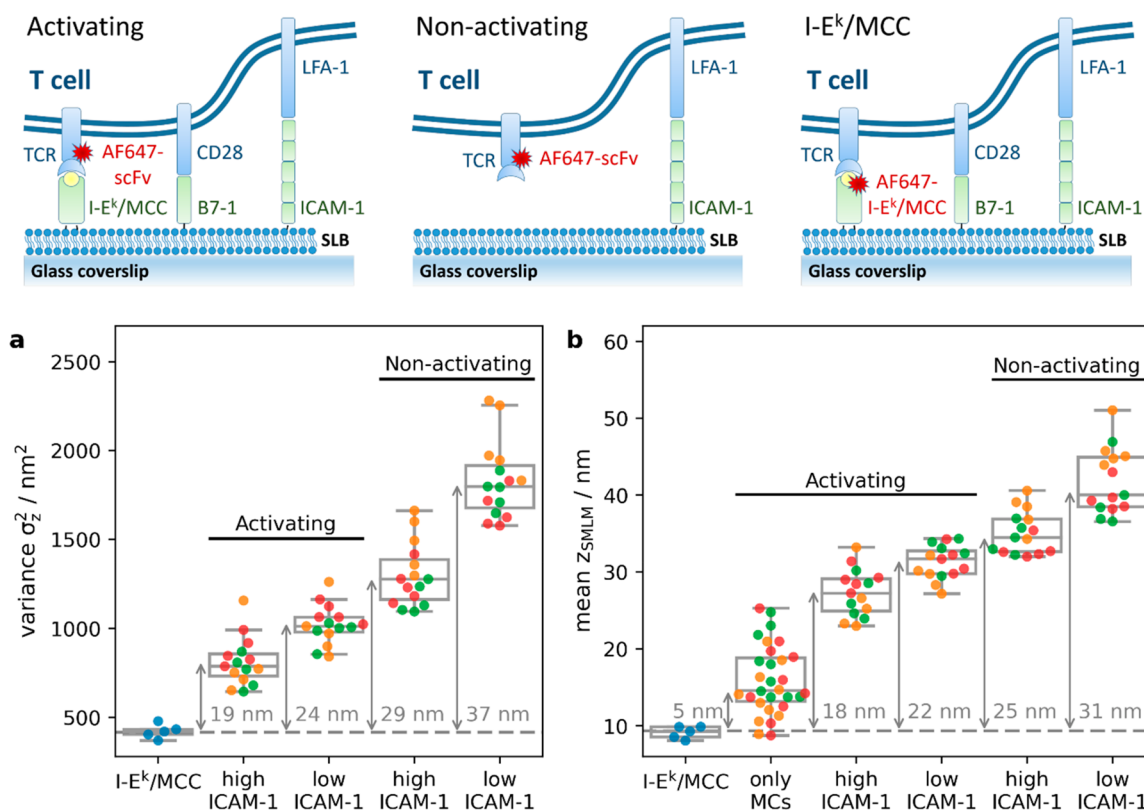 Activating
Non-activating
I-Eᵏ/MCC
T cell
LFA-1
TCR
AF647-
scFv
CD28
I-Eᵏ/MCC
B7-1
ICAM-1
SLB
Glass coverslip
T cell
LFA-1
TCR
AF647-scFv
ICAM-1
SLB
Glass coverslip
T cell
LFA-1
TCR
CD28
AF647-
I-Eᵏ/MCC
B7-1
ICAM-1
SLB
Glass coverslip
a
variance σz² / nm²
2500
2000
1500
1000
500
Non-activating
Activating
19 nm
24 nm
29 nm
37 nm
I-Eᵏ/MCC
high
ICAM-1
low
ICAM-1
high
ICAM-1
low
ICAM-1
b
mean zSMLM / nm
60
50
40
30
20
10
Non-activating
Activating
5 nm
18 nm
22 nm
25 nm
31 nm
I-Eᵏ/MCC
only
MCs
high
ICAM-1
low
ICAM-1
high
ICAM-1
low
ICAM-1